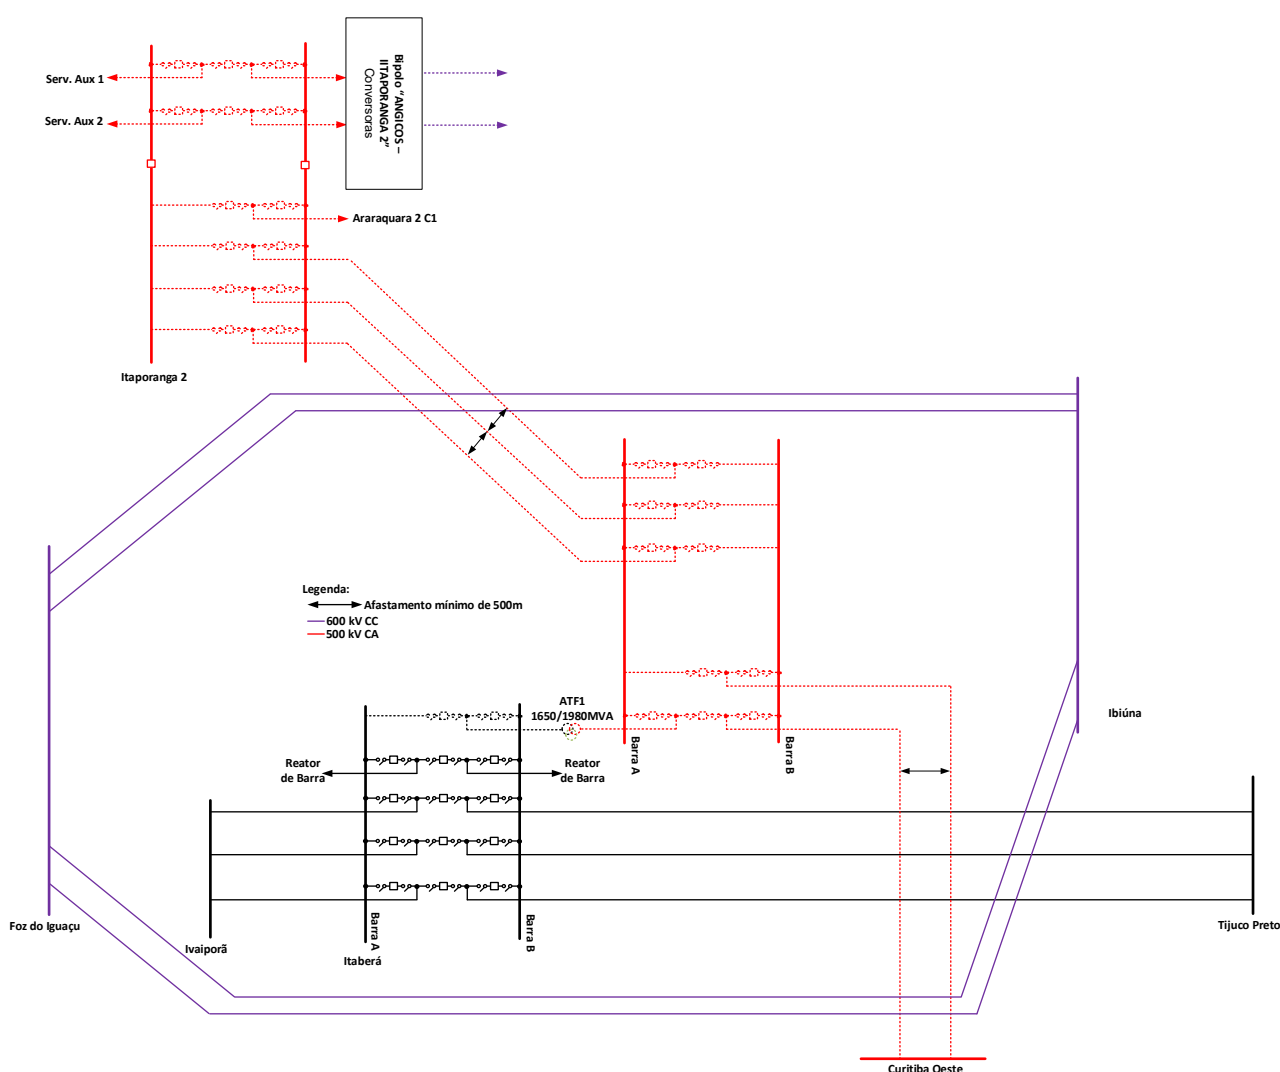 Serv. Aux 1
Serv. Aux 2
Bipolo "ANGICOS –
IITAPORANGA 2"
Conversoras
Araraquara 2 C1
Itaporanga 2
Legenda:
Afastamento mínimo de 500m
600 kV CC
500 kV CA
ATF1
1650/1980MVA
Barra A
Barra B
Ibiúna
Reator
de Barra
Reator
de Barra
Foz do Iguaçu
Ivaiporã
Barra A
Barra B
Itaberá
Tijuco Preto
Curitiba Oeste